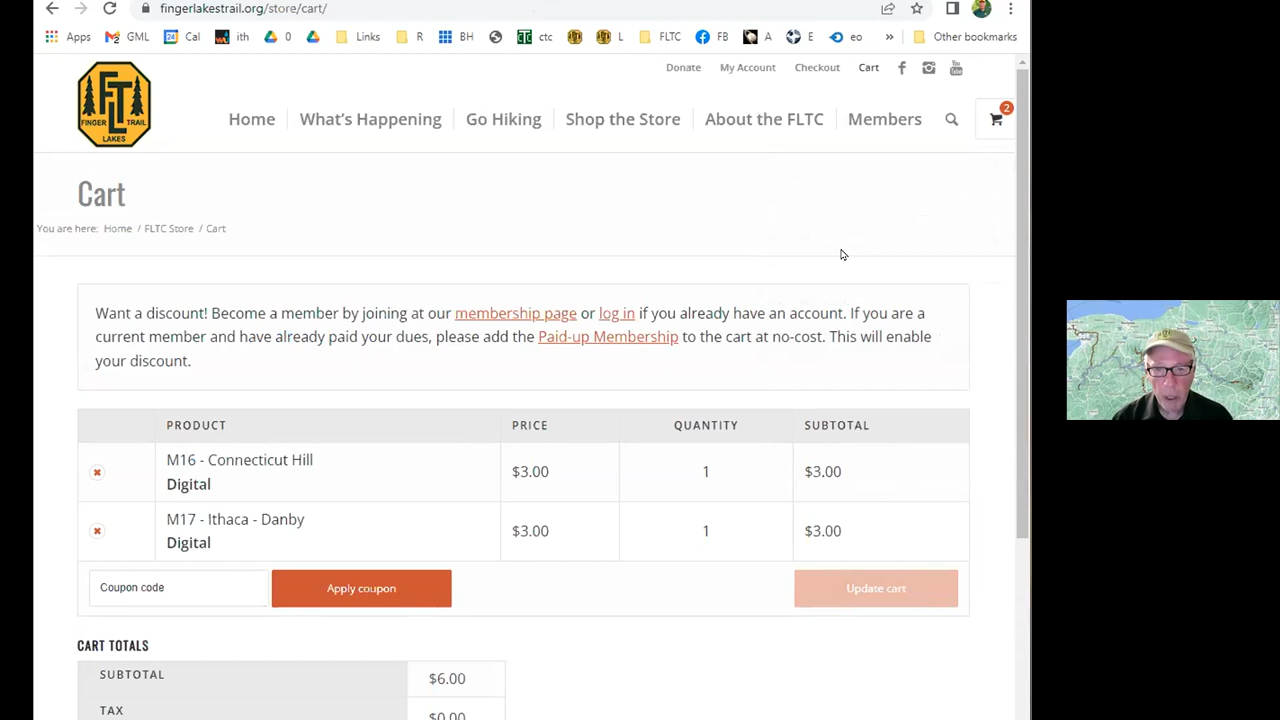 fingerlakestrail.org/store/cart/
Apps GML Cal ith 0 Links R BH ctc L FLTC FB A E eo » Other bookmarks
Donate My Account Checkout Cart
FLT
FINGER TRAIL
LAKES
Home What's Happening Go Hiking Shop the Store About the FLTC Members 2
Cart
You are here: Home / FLTC Store / Cart
Want a discount! Become a member by joining at our membership page or log in if you already have an account. If you are a
current member and have already paid your dues, please add the Paid-up Membership to the cart at no-cost. This will enable
your discount.
PRODUCT PRICE QUANTITY SUBTOTAL
M16 - Connecticut Hill
Digital
$3.00 1 $3.00
M17 - Ithaca - Danby
Digital
$3.00 1 $3.00
Coupon code Apply coupon Update cart
CART TOTALS
SUBTOTAL $6.00
TAX $0.00